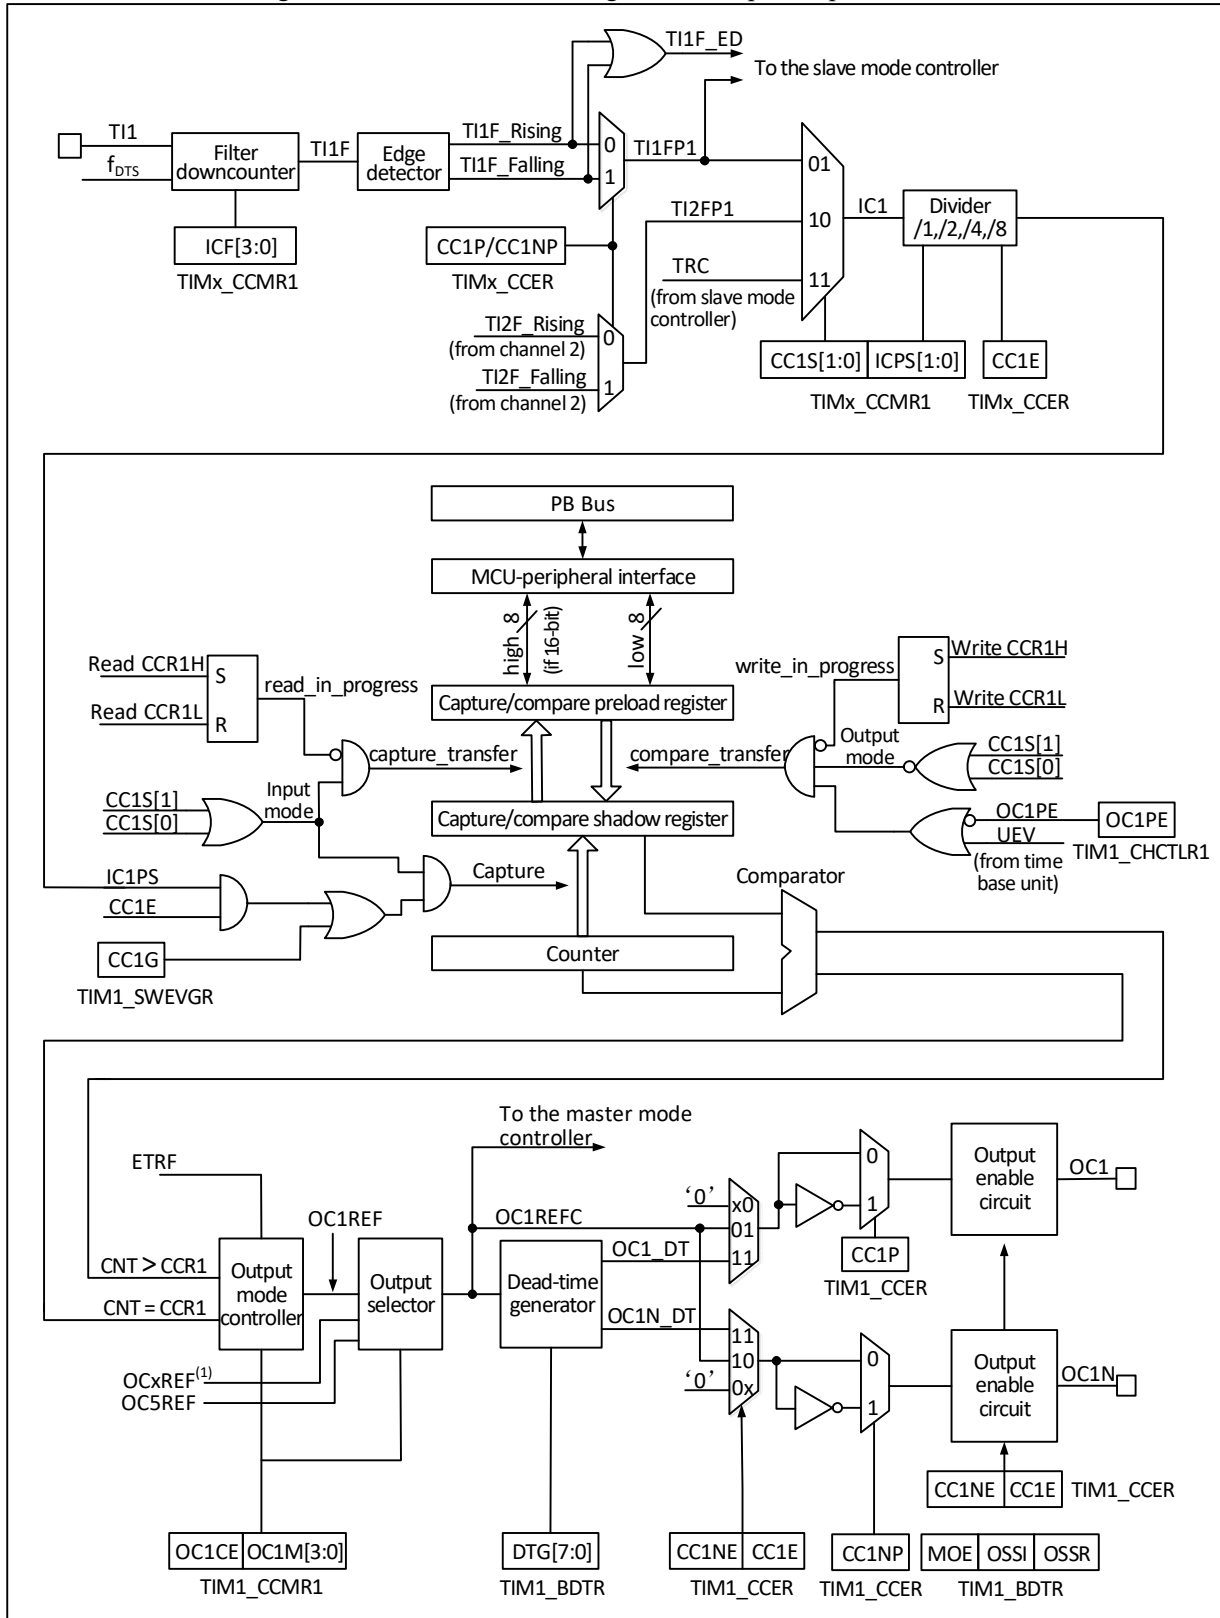 TI1F_ED
To the slave mode controller
TI1
f_DTS
Filter
downcounter
TI1F
Edge
detector
TI1F_Rising
TI1F_Falling
0
1
TI1FP1
01
10
11
IC1
Divider
/1,/2,/4,/8
TI2FP1
ICF[3:0]
TIMx_CCMR1
CC1P/CC1NP
TIMx_CCER
TRC
(from slave mode
controller)
TI2F_Rising
(from channel 2)
TI2F_Falling
(from channel 2)
0
1
CC1S[1:0]
ICPS[1:0]
CC1E
TIMx_CCMR1
TIMx_CCER
PB Bus
MCU-peripheral interface
high
8
(if 16-bit)
low
8
Read CCR1H
S
Read CCR1L
R
read_in_progress
write_in_progress
S
Write CCR1H
R
Write CCR1L
Capture/compare preload register
capture_transfer
compare_transfer
Output
mode
CC1S[1]
CC1S[0]
CC1S[1]
CC1S[0]
Input
mode
Capture/compare shadow register
OC1PE
UEV
(from time
base unit)
OC1PE
TIM1_CHCTLR1
IC1PS
CC1E
Capture
Comparator
CC1G
TIM1_SWEVGR
Counter
To the master mode
controller
ETRF
OC1REF
CNT > CCR1
CNT = CCR1
Output
mode
controller
Output
selector
OCxREF(1)
OC5REF
OC1REFC
Dead-time
generator
OC1_DT
OC1N_DT
‘0’
x0
01
11
11
10
‘0’
0x
0
1
CC1P
TIM1_CCER
0
1
Output
enable
circuit
OC1
Output
enable
circuit
OC1N
CC1NE
CC1E
TIM1_CCER
OC1CE
OC1M[3:0]
TIM1_CCMR1
DTG[7:0]
TIM1_BDTR
CC1NE
CC1E
TIM1_CCER
CC1NP
TIM1_CCER
MOE
OSSI
OSSR
TIM1_BDTR